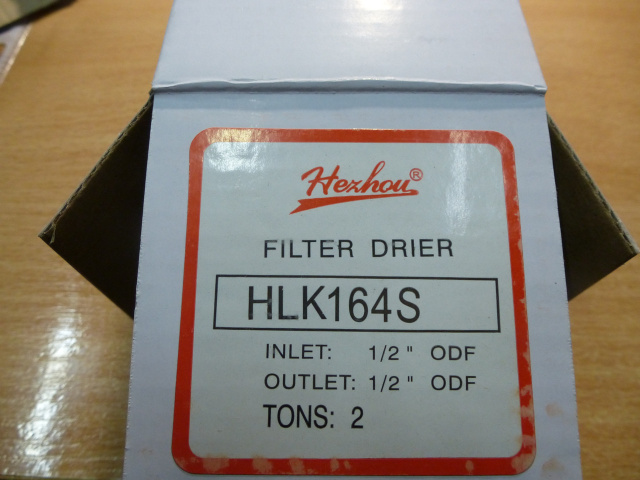 Hezhou®
FILTER DRIER
HLK164S
INLET: 1/2" ODF
OUTLET: 1/2" ODF
TONS: 2